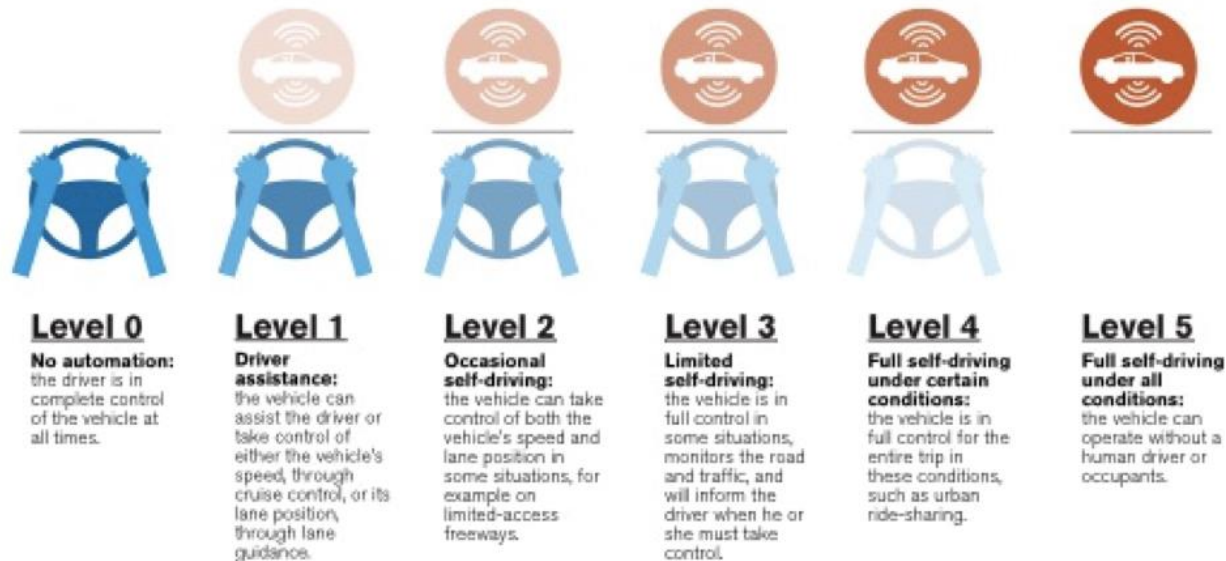 Level 0
No automation:
the driver is in
complete control
of the vehicle at
all times.
Level 1
Driver
assistance:
the vehicle can
assist the driver or
take control of
either the vehicle's
speed, through
cruise control, or its
lane position,
through lane
guidance.
Level 2
Occasional
self-driving:
the vehicle can take
control of both the
vehicle's speed and
lane position in
some situations, for
example on
limited-access
freeways.
Level 3
Limited
self-driving:
the vehicle is in
full control in
some situations,
monitors the road
and traffic, and
will inform the
driver when he or
she must take
control.
Level 4
Full self-driving
under certain
conditions:
the vehicle is in
full control for the
entire trip in
these conditions,
such as urban
ride-sharing.
Level 5
Full self-driving
under all
conditions:
the vehicle can
operate without a
human driver or
occupants.